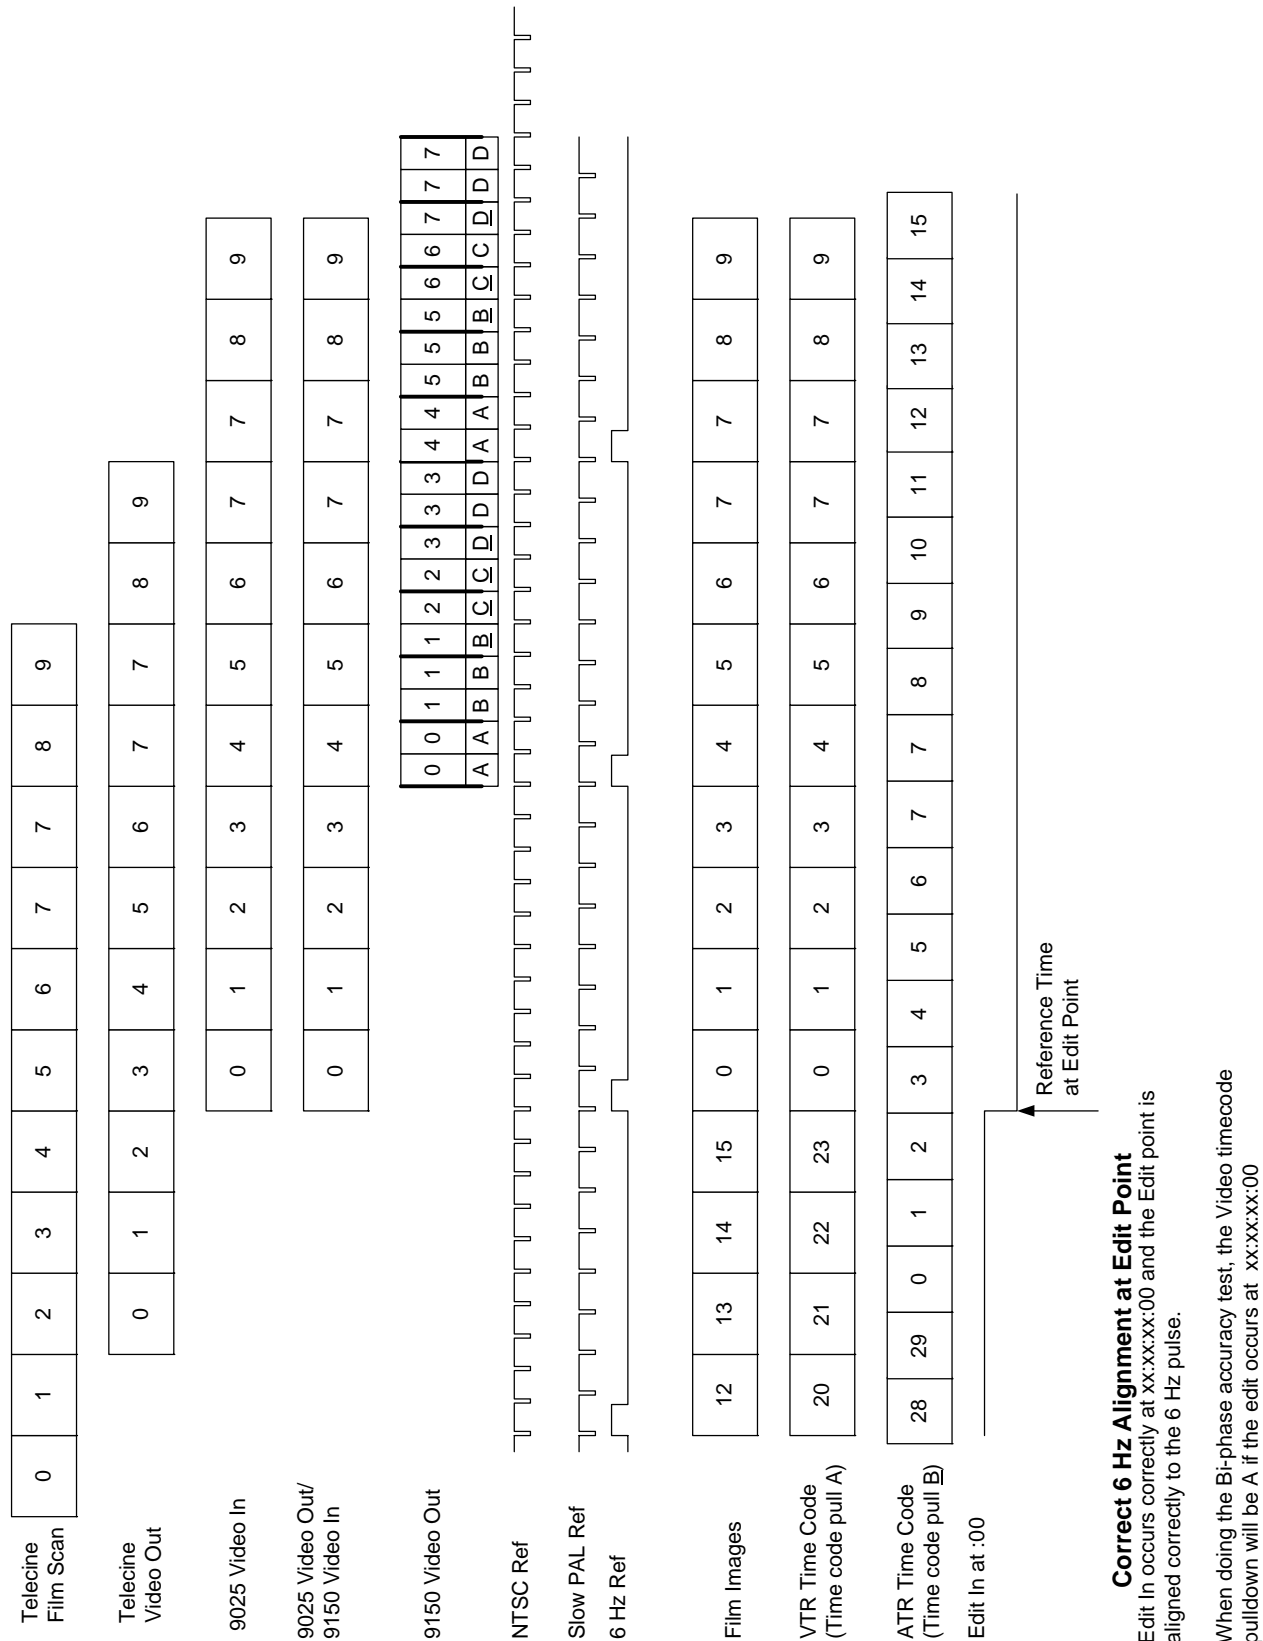 Telecine
Film Scan
0 1 2 3 4 5 6 7 7 8 9
Telecine
Video Out
0 1 2 3 4 5 6 7 7 8 9
9025 Video In
0 1 2 3 4 5 6 7 7 8 9
9025 Video Out/
9150 Video In
0 1 2 3 4 5 6 7 7 8 9
9150 Video Out
0 0 1 1 1 2 2 3 3 3 4 4 5 5 5 6 6 7 7 7
A A B B B C C D D D A A B B B C C D D D
NTSC Ref
Slow PAL Ref
6 Hz Ref
Film Images
12 13 14 15 0 1 2 3 4 5 6 7 7 8 9
VTR Time Code
(Time code pull A)
20 21 22 23 0 1 2 3 4 5 6 7 7 8 9
ATR Time Code
(Time code pull B)
28 29 0 1 2 3 4 5 6 7 7 8 9 10 11 12 13 14 15
Edit In at :00
Reference Time
at Edit Point
Correct 6 Hz Alignment at Edit Point
Edit In occurs correctly at xx:xx:xx:00 and the Edit point is
aligned correctly to the 6 Hz pulse.
When doing the Bi-phase accuracy test, the Video timecode
pulldown will be A if the edit occurs at xx:xx:xx:00